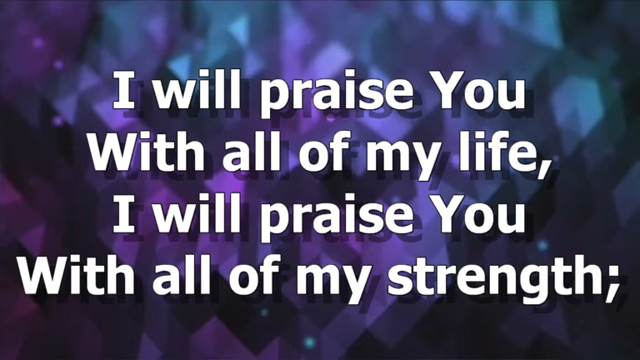 I will praise You
With all of my life,
I will praise You
With all of my strength;